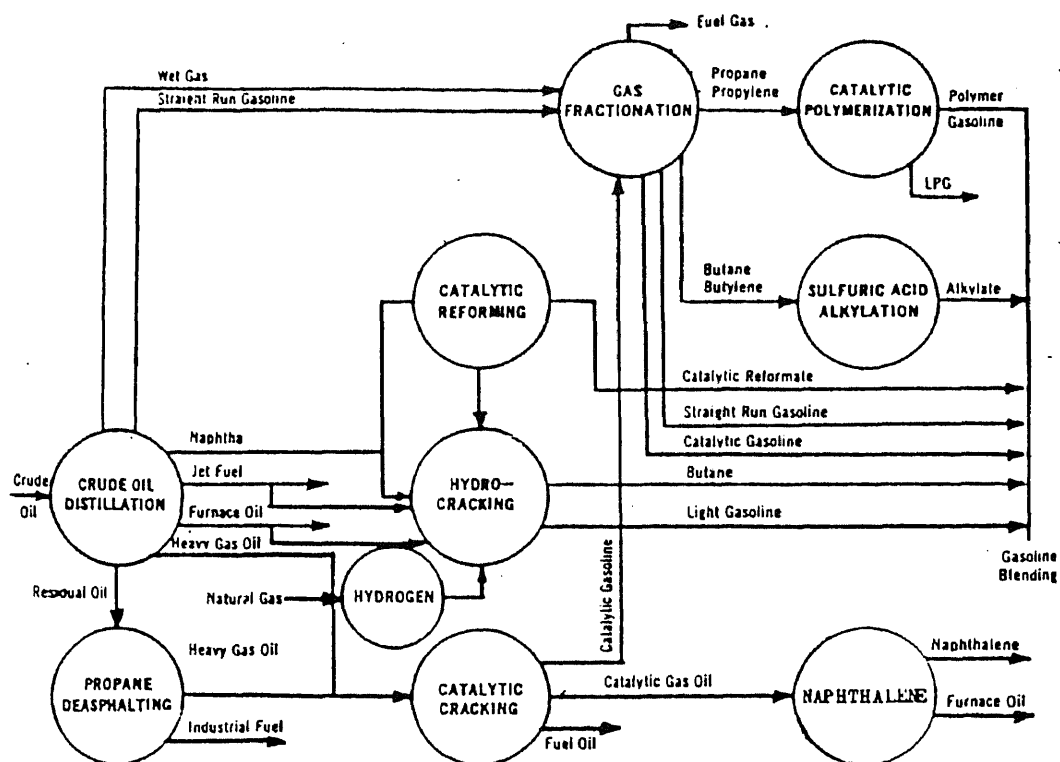 Fuel Gas
Wet Gas
Straight Run Gasoline
GAS
FRACTIONATION
Propane
Propylene
CATALYTIC
POLYMERIZATION
Polymer
Gasoline
LPG
CATALYTIC
REFORMING
Butane
Butylene
SULFURIC ACID
ALKYLATION
Alkylate
Catalytic Reformate
Straight Run Gasoline
Catalytic Gasoline
Butane
Light Gasoline
Gasoline
Blending
Crude
Oil
CRUDE OIL
DISTILLATION
Naphtha
Jet Fuel
Furnace Oil
Heavy Gas Oil
HYDRO-
CRACKING
Residual Oil
Natural Gas
HYDROGEN
Catalytic Gasoline
PROPANE
DEASPHALTING
Heavy Gas Oil
Industrial Fuel
CATALYTIC
CRACKING
Catalytic Gas Oil
Fuel Oil
NAPHTHALENE
Naphthalene
Furnace Oil